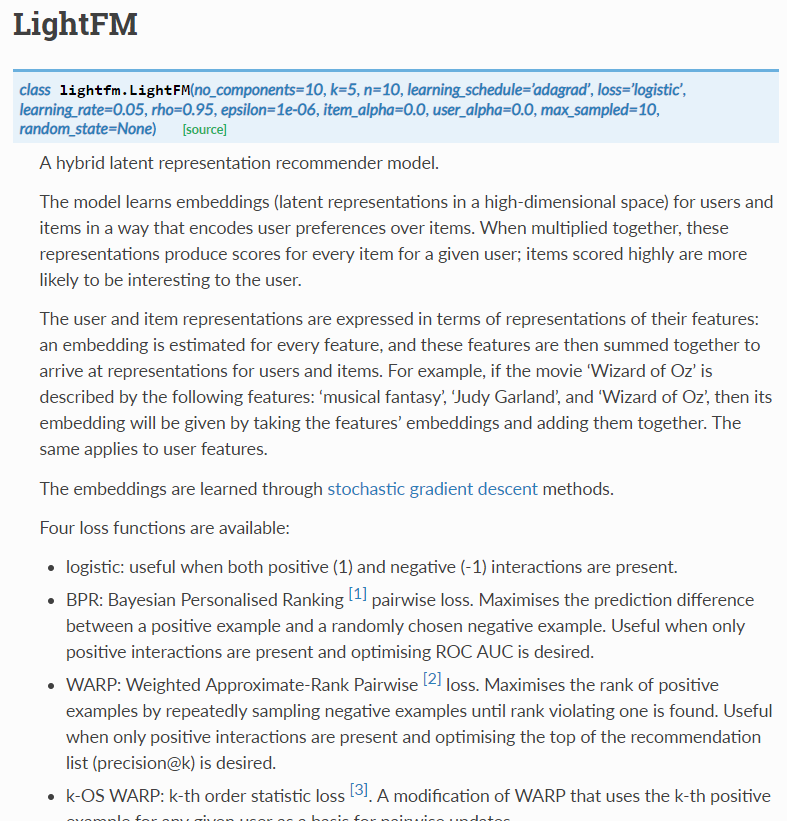 LightFM
class lightfm.LightFM(no_components=10, k=5, n=10, learning_schedule='adagrad', loss='logistic',
learning_rate=0.05, rho=0.95, epsilon=1e-06, item_alpha=0.0, user_alpha=0.0, max_sampled=10,
random_state=None) [source]
A hybrid latent representation recommender model.
The model learns embeddings (latent representations in a high-dimensional space) for users and
items in a way that encodes user preferences over items. When multiplied together, these
representations produce scores for every item for a given user; items scored highly are more
likely to be interesting to the user.
The user and item representations are expressed in terms of representations of their features:
an embedding is estimated for every feature, and these features are then summed together to
arrive at representations for users and items. For example, if the movie ‘Wizard of Oz’ is
described by the following features: ‘musical fantasy’, ‘Judy Garland’, and ‘Wizard of Oz’, then its
embedding will be given by taking the features’ embeddings and adding them together. The
same applies to user features.
The embeddings are learned through stochastic gradient descent methods.
Four loss functions are available:
• logistic: useful when both positive (1) and negative (-1) interactions are present.
• BPR: Bayesian Personalised Ranking [1] pairwise loss. Maximises the prediction difference
between a positive example and a randomly chosen negative example. Useful when only
positive interactions are present and optimising ROC AUC is desired.
• WARP: Weighted Approximate-Rank Pairwise [2] loss. Maximises the rank of positive
examples by repeatedly sampling negative examples until rank violating one is found. Useful
when only positive interactions are present and optimising the top of the recommendation
list (precision@k) is desired.
• k-OS WARP: k-th order statistic loss [3]. A modification of WARP that uses the k-th positive
example for any given user as a basis for pairwise updates.